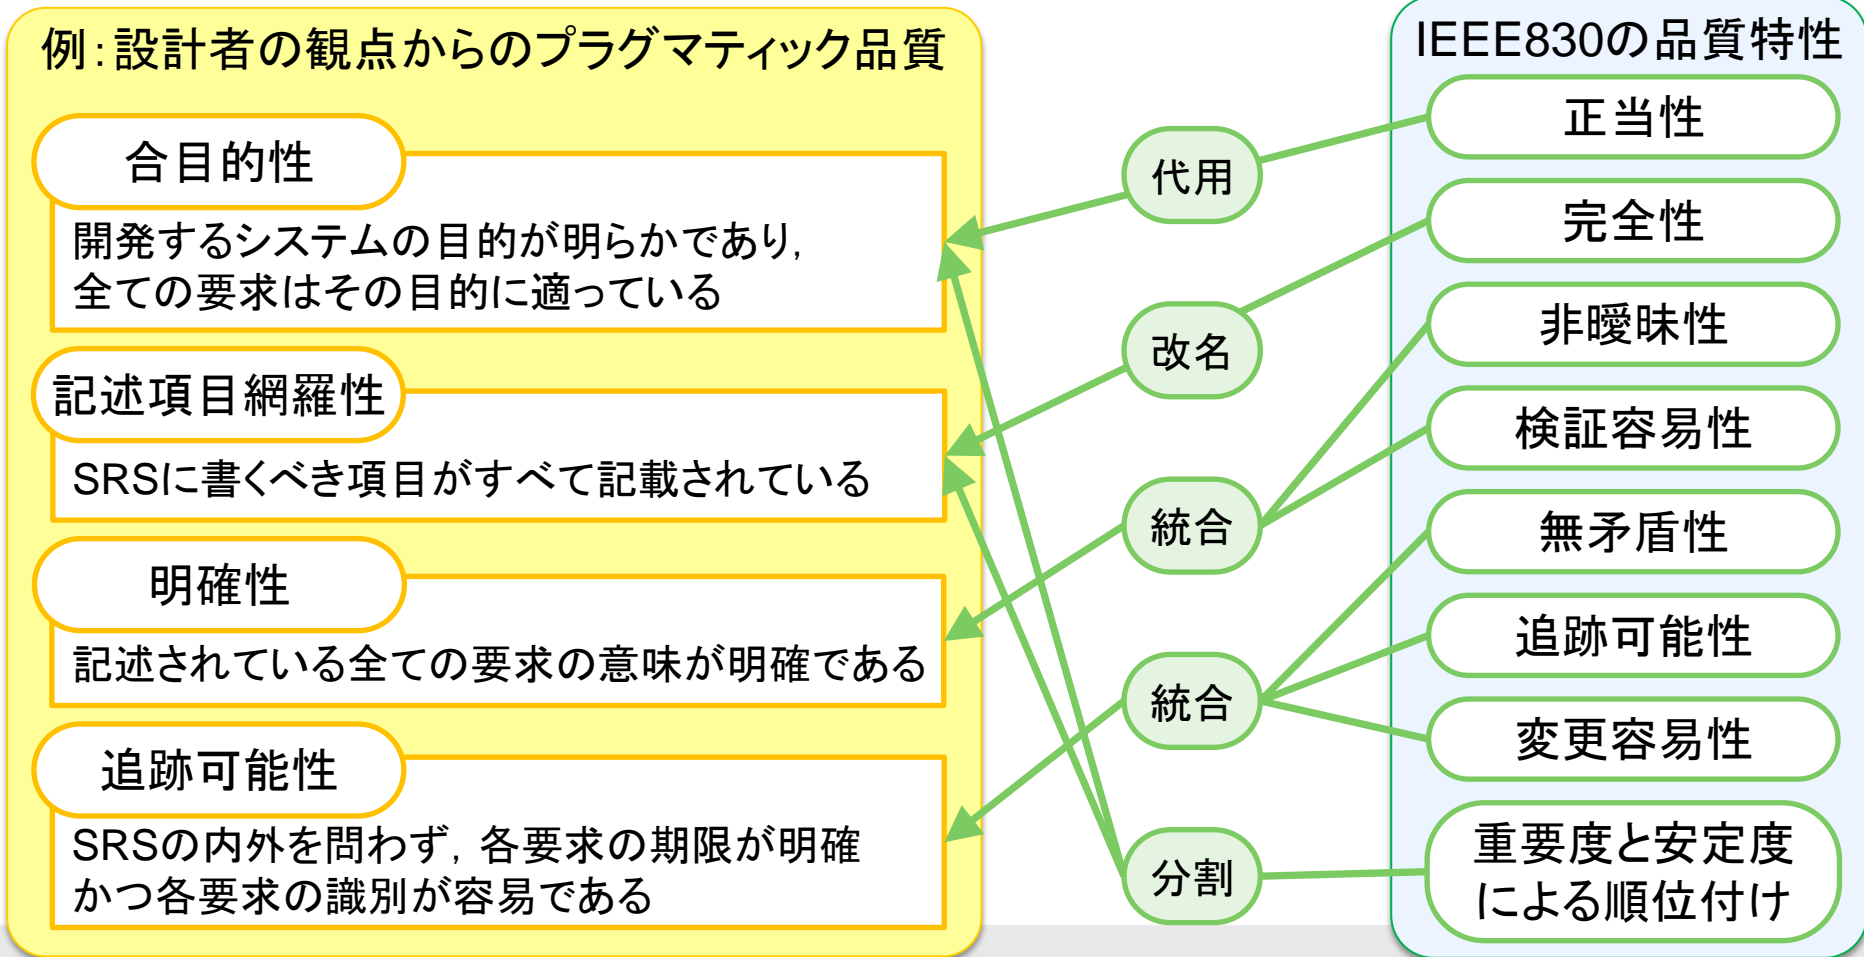 例：設計者の観点からのプラグマティック品質
合目的性
開発するシステムの目的が明らかであり，
全ての要求はその目的に適っている
記述項目網羅性
SRSに書くべき項目がすべて記載されている
明確性
記述されている全ての要求の意味が明確である
追跡可能性
SRSの内外を問わず，各要求の期限が明確
かつ各要求の識別が容易である
代用
改名
統合
統合
分割
IEEE830の品質特性
正当性
完全性
非曖昧性
検証容易性
無矛盾性
追跡可能性
変更容易性
重要度と安定度
による順位付け